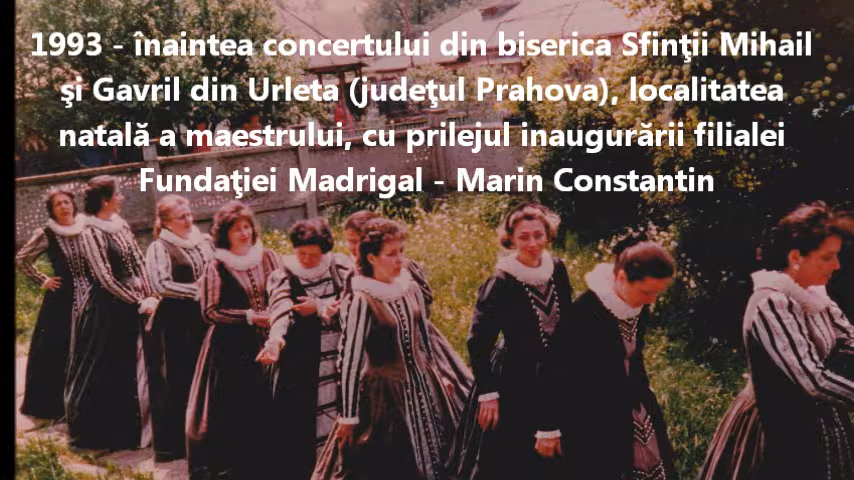 1993 - înaintea concertului din biserica Sfinţii Mihail
şi Gavril din Urleta (judeţul Prahova), localitatea
natală a maestrului, cu prilejul inaugurării filialei
Fundaţiei Madrigal - Marin Constantin